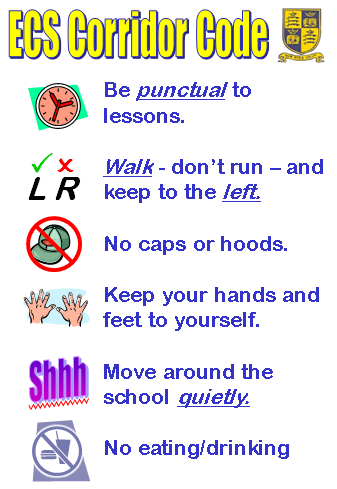 ECS Corridor Code
Be punctual to
lessons.
Walk - don't run – and
L R
keep to the left.
No caps or hoods.
Keep your hands and
feet to yourself.
Shhh
Move around the
school quietly.
No eating/drinking